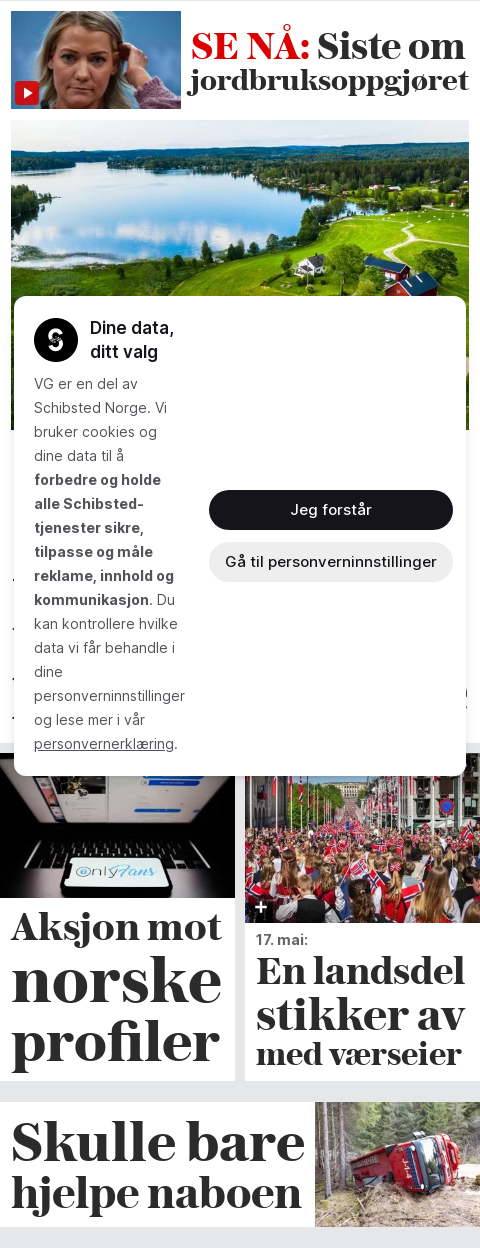 SE NÅ: Siste om
jordbruksoppgjøret
Dine data,
ditt valg
VG er en del av
Schibsted Norge. Vi
bruker cookies og
dine data til å
forbedre og holde
alle Schibsted-
tjenester sikre,
tilpasse og måle
reklame, innhold og
kommunikasjon. Du
kan kontrollere hvilke
data vi får behandle i
dine
personverninnstillinger
og lese mer i vår
personvernerklæring.
Jeg forstår
Gå til personverninnstillinger
OnlyFans
Aksjon mot
norske
profiler
17. mai:
En landsdel
stikker av
med værseier
Skulle bare
hjelpe naboen